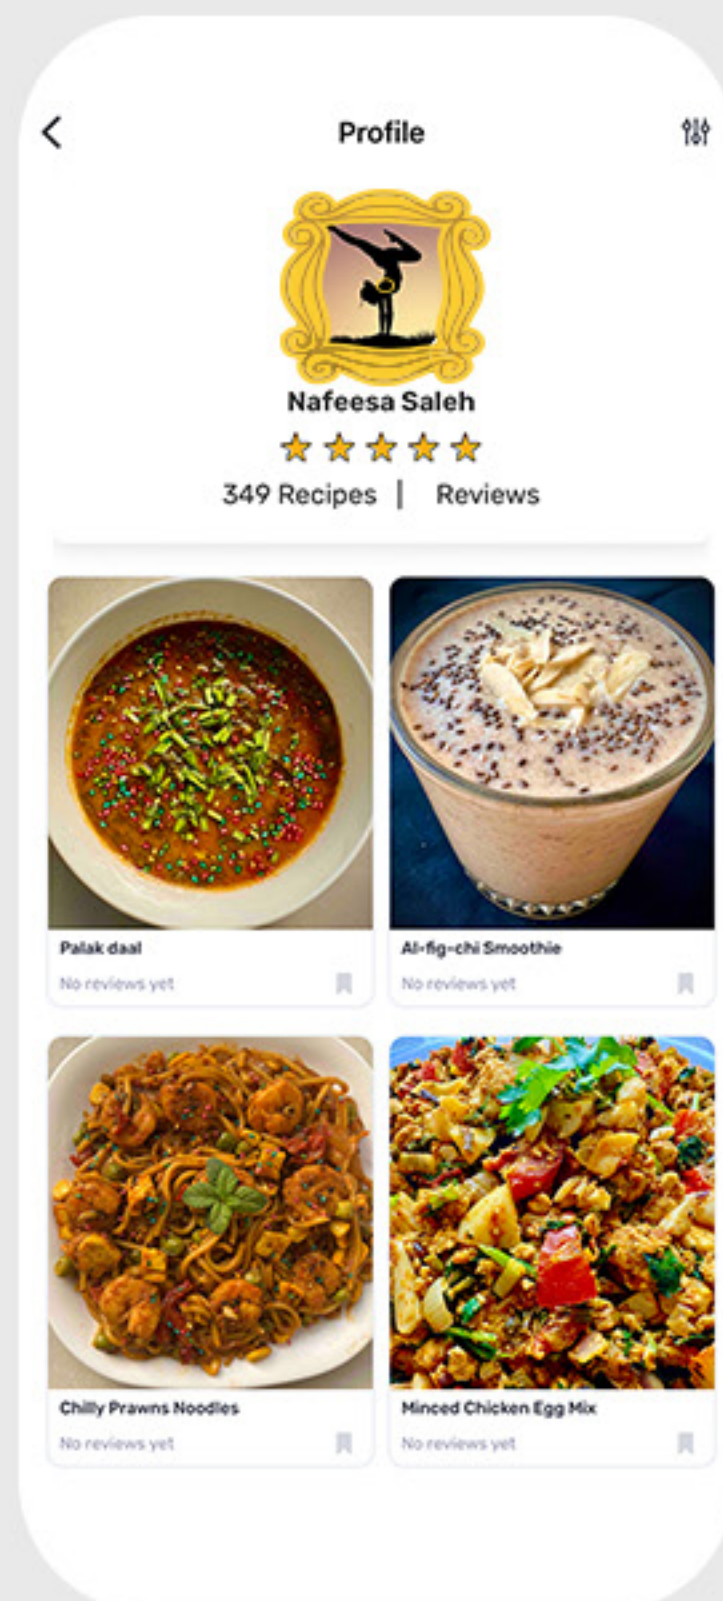 Profile
Nafeesa Saleh
349 Recipes | Reviews
Palak daal
No reviews yet
Al-fig-chi Smoothie
No reviews yet
Chilly Prawns Noodles
No reviews yet
Minced Chicken Egg Mix
No reviews yet